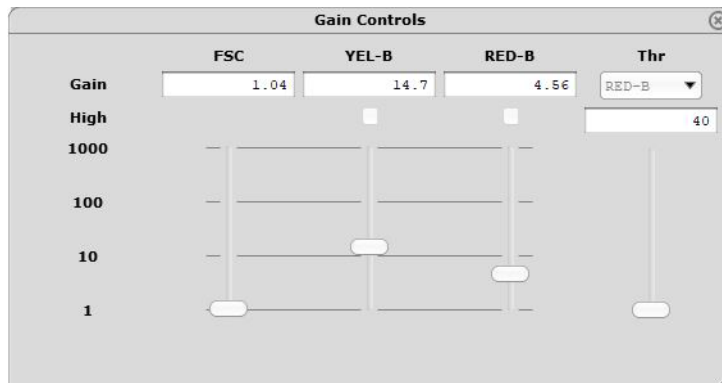 Gain Controls
FSC YEL-B RED-B Thr
Gain 1.04 14.7 4.56 RED-B
High 40
1000
100
10
1